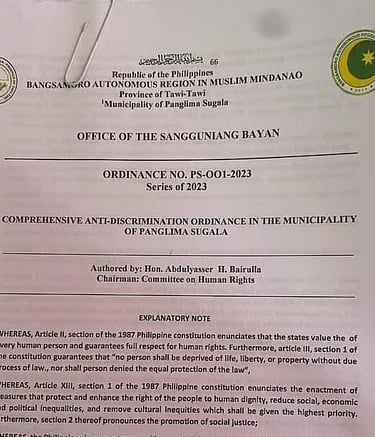 66
Republic of the Philippines
BANGSAMORO AUTONOMOUS REGION IN MUSLIM MINDANAO
Province of Tawi-Tawi
Municipality of Panglima Sugala
OFFICE OF THE SANGGUNIANG BAYAN
ORDINANCE NO. PS-OO1-2023
Series of 2023
COMPREHENSIVE ANTI-DISCRIMINATION ORDINANCE IN THE MUNICIPALITY
OF PANGLIMA SUGALA
Authored by: Hon. Abdulyasser H. Bairulla
Chairman: Committee on Human Rights
EXPLANATORY NOTE
WHEREAS, Article II, section of the 1987 Philippine constitution enunciates that the states value the of
very human person and guarantees full respect for human rights. Furthermore, article III, section 1 of
he constitution guarantees that “no person shall be deprived of life, liberty, or property without due
rocess of law., nor shall person denied the equal protection of the law”,
WHEREAS, Article XIII, section 1 of the 1987 Philippine constitution enunciates the enactment of
easures that protect and enhance the right of the people to human dignity, reduce social, economic
nd political inequalities, and remove cultural inequities which shall be given the highest priority.
urthermore, section 2 thereof pronounces the promotion of social justice;